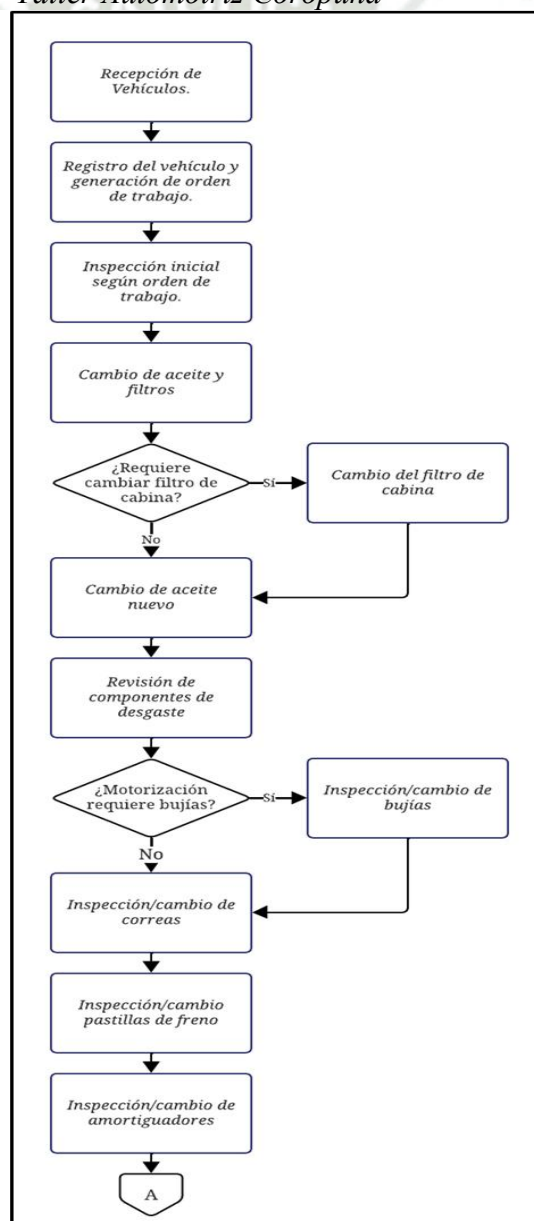 Taller Automotriz Coropuna
Recepción de
Vehículos.
Registro del vehículo y
generación de orden
de trabajo.
Inspección inicial
según orden de
trabajo.
Cambio de aceite y
filtros
¿Requiere
cambiar filtro de
cabina?
Sí
Cambio del filtro de
cabina
No
Cambio de aceite
nuevo
Revisión de
componentes de
desgaste
¿Motorización
requiere bujías?
Sí
Inspección/cambio de
bujías
No
Inspección/cambio de
correas
Inspección/cambio
pastillas de freno
Inspección/cambio de
amortiguadores
A